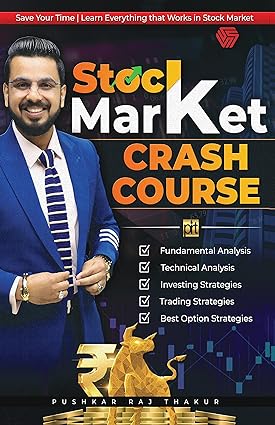 Save Your Time | Learn Everything that Works in Stock Market
Stock
Market
CRASH
COURSE
prt
Fundamental Analysis
Technical Analysis
Investing Strategies
Trading Strategies
Best Option Strategies
₹
PUSHKAR RAJ THAKUR